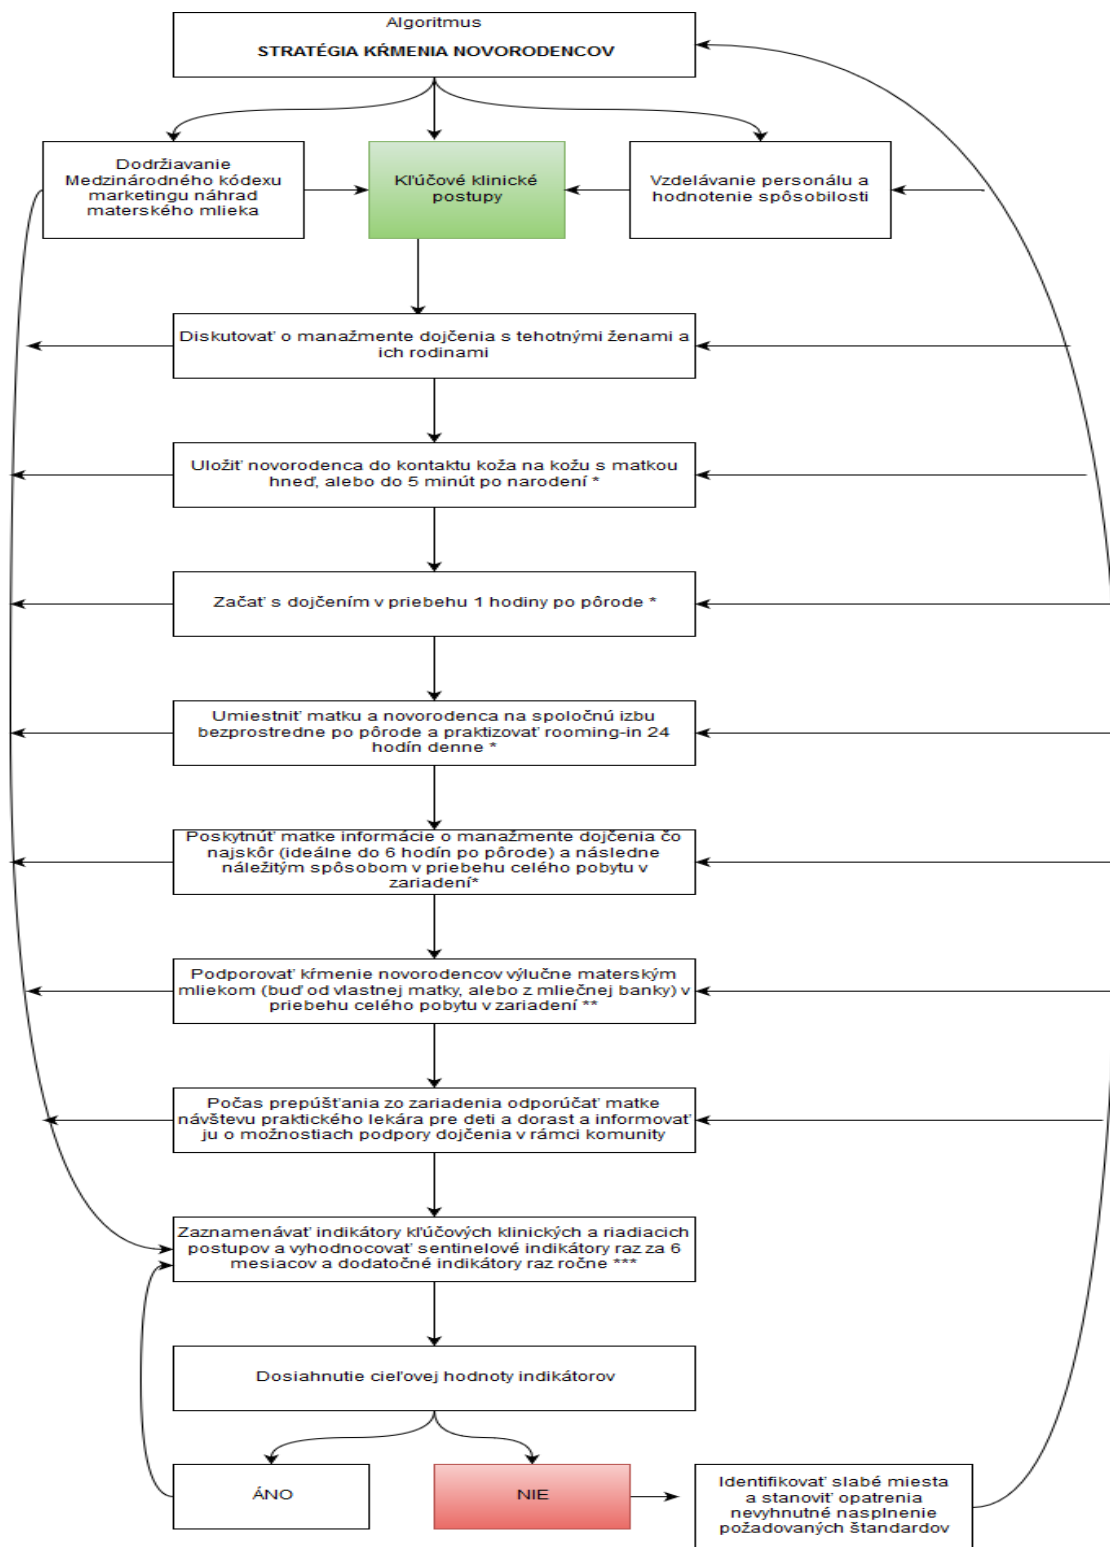 Algoritmus
STRATÉGIA KŔMENIA NOVORODENCOV
Dodržiavanie
Medzinárodného kódexu
marketingu náhrad
materského mlieka
Kľúčové klinické
postupy
Vzdelávanie personálu a
hodnotenie spôsobilosti
Diskutovať o manažmente dojčenia s tehotnými ženami a
ich rodinami
Uložiť novorodenca do kontaktu koža na kožu s matkou
hneď, alebo do 5 minút po narodení *
Začať s dojčením v priebehu 1 hodiny po pôrode *
Umiestniť matku a novorodenca na spoločnú izbu
bezprostredne po pôrode a praktizovať rooming-in 24
hodín denne *
Poskytnúť matke informácie o manažmente dojčenia čo
najskôr (ideálne do 6 hodín po pôrode) a následne
náležitým spôsobom v priebehu celého pobytu v
zariadení*
Podporovať kŕmenie novorodencov výlučne materským
mliekom (buď od vlastnej matky, alebo z mliečnej banky) v
priebehu celého pobytu v zariadení **
Počas prepúšťania zo zariadenia odporúčať matke
návštevu praktického lekára pre deti a dorast a informovať
ju o možnostiach podpory dojčenia v rámci komunity
Zaznamenávať indikátory kľúčových klinických a riadiacich
postupov a vyhodnocovať sentinelové indikátory raz za 6
mesiacov a dodatočné indikátory raz ročne ***
Dosiahnutie cieľovej hodnoty indikátorov
ÁNO
NIE
Identifikovať slabé miesta
a stanoviť opatrenia
nevyhnutné nasplnenie
požadovaných štandardov